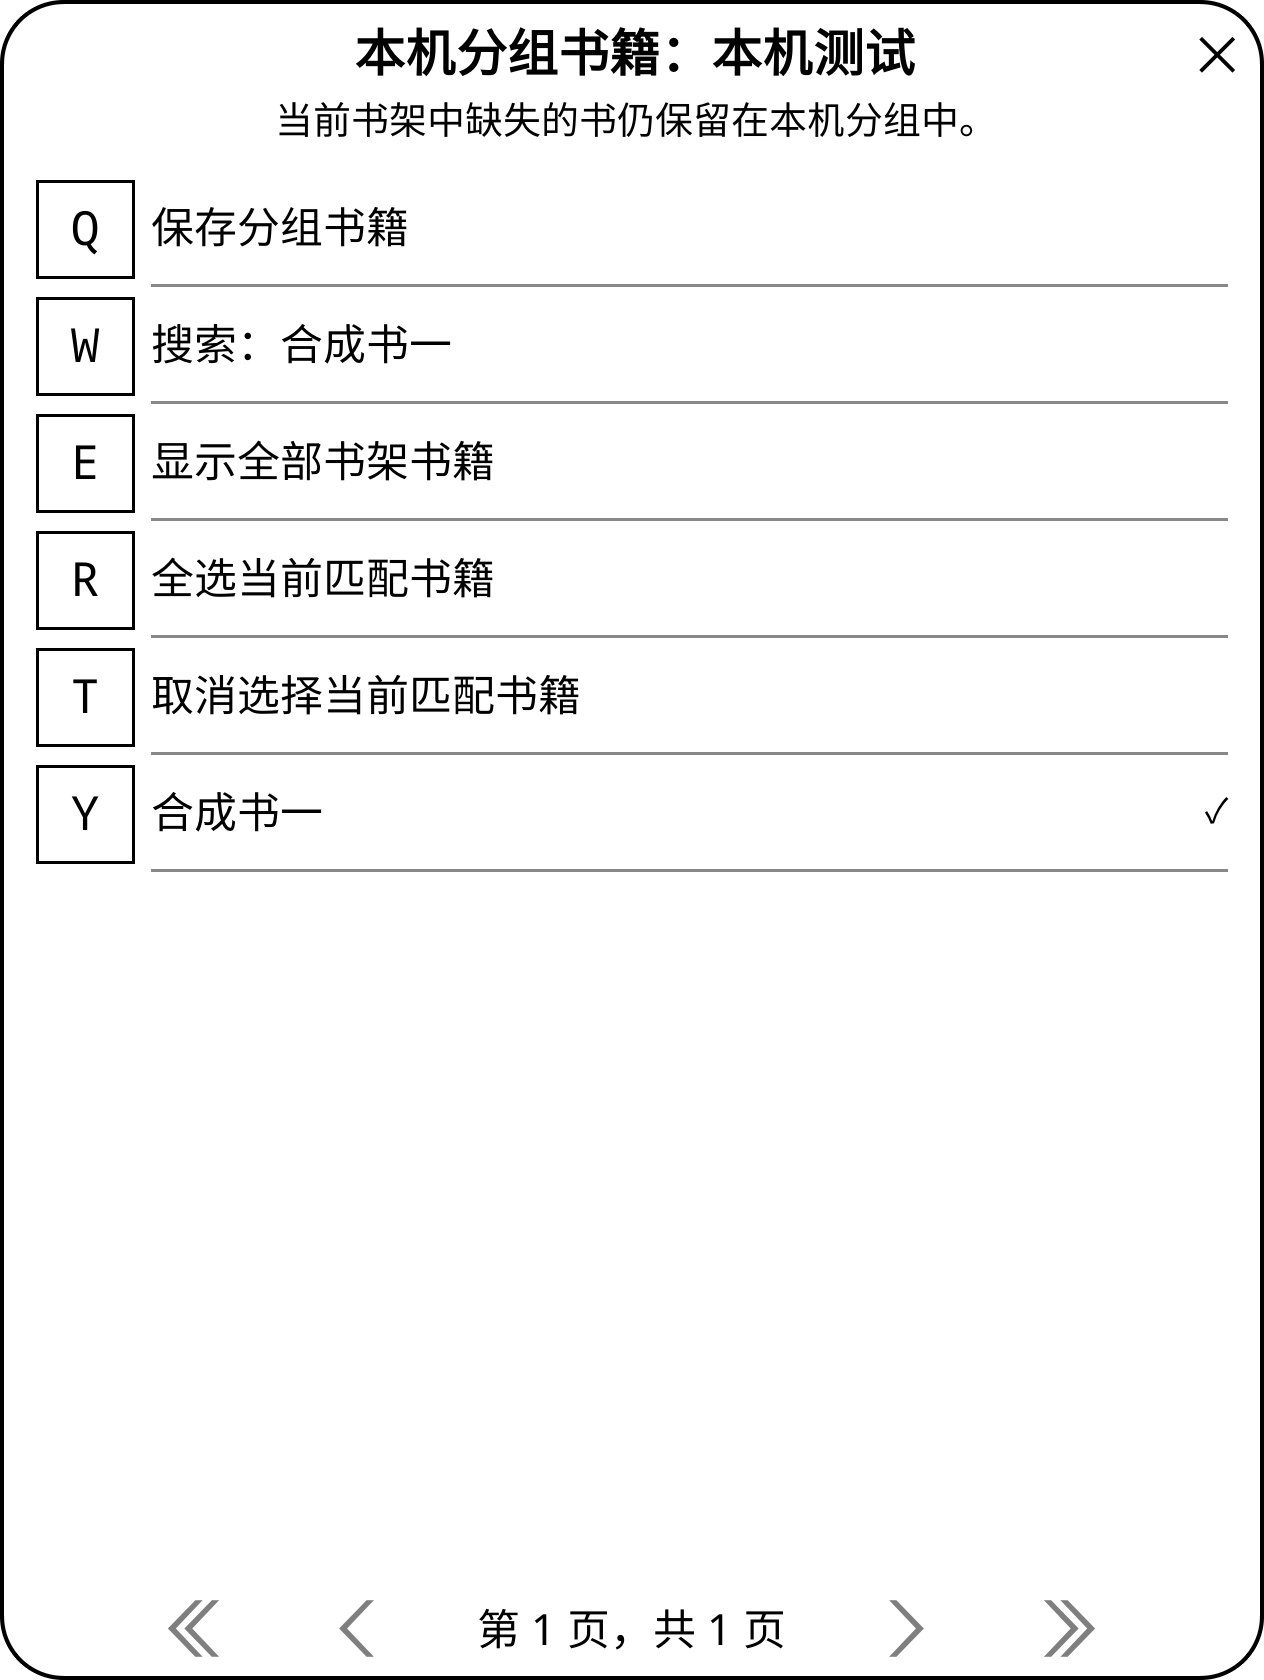 本机分组书籍：本机测试
当前书架中缺失的书仍保留在本机分组中。
Q 保存分组书籍
W 搜索：合成书一
E 显示全部书架书籍
R 全选当前匹配书籍
T 取消选择当前匹配书籍
Y 合成书一 ✓
第 1 页，共 1 页